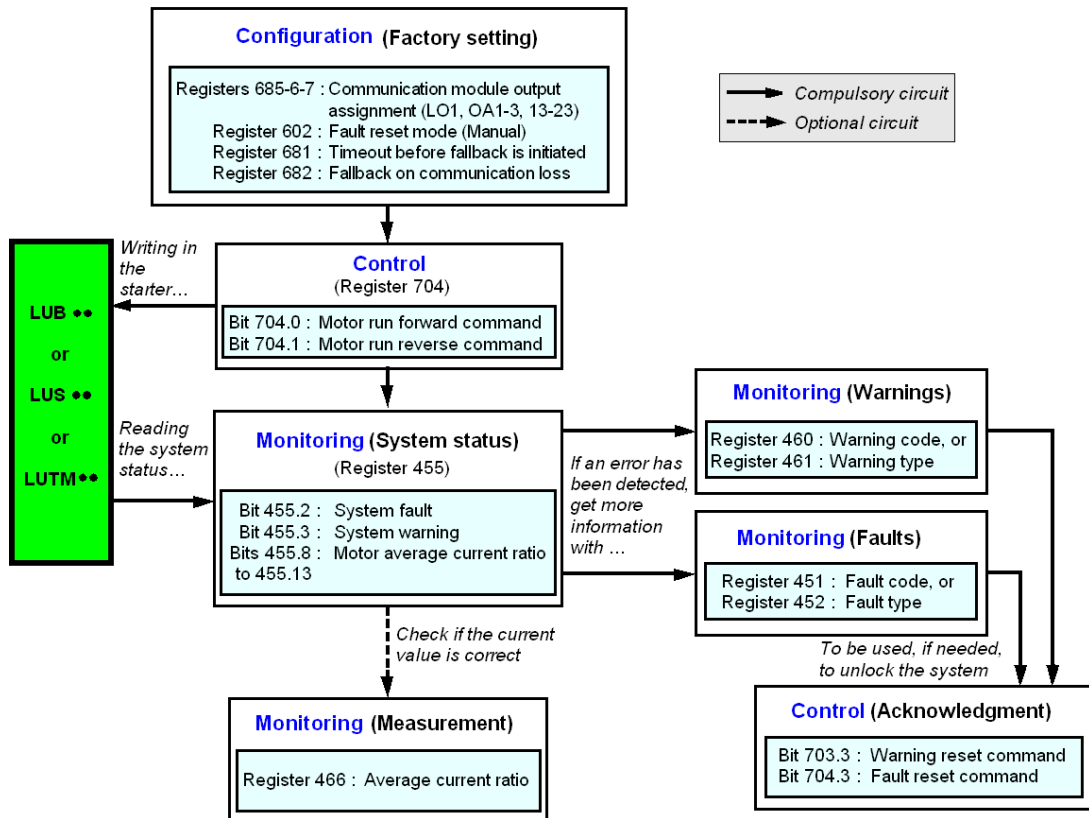 Configuration (Factory setting)
Registers 685-6-7 : Communication module output
assignment (LO1, OA1-3, 13-23)
Register 602 : Fault reset mode (Manual)
Register 681 : Timeout before fallback is initiated
Register 682 : Fallback on communication loss
Compulsory circuit
Optional circuit
Writing in
the
starter...
Control
(Register 704)
Bit 704.0 : Motor run forward command
Bit 704.1 : Motor run reverse command
LUB ••
or
LUS ••
or
LUTM ••
Reading
the system
status...
Monitoring (System status)
(Register 455)
Bit 455.2 : System fault
Bit 455.3 : System warning
Bits 455.8 : Motor average current ratio
to 455.13
If an error has
been detected,
get more
information
with ...
Monitoring (Warnings)
Register 460 : Warning code, or
Register 461 : Warning type
Monitoring (Faults)
Register 451 : Fault code, or
Register 452 : Fault type
Check if the current
value is correct
To be used, if needed,
to unlock the system
Monitoring (Measurement)
Register 466 : Average current ratio
Control (Acknowledgment)
Bit 703.3 : Warning reset command
Bit 704.3 : Fault reset command